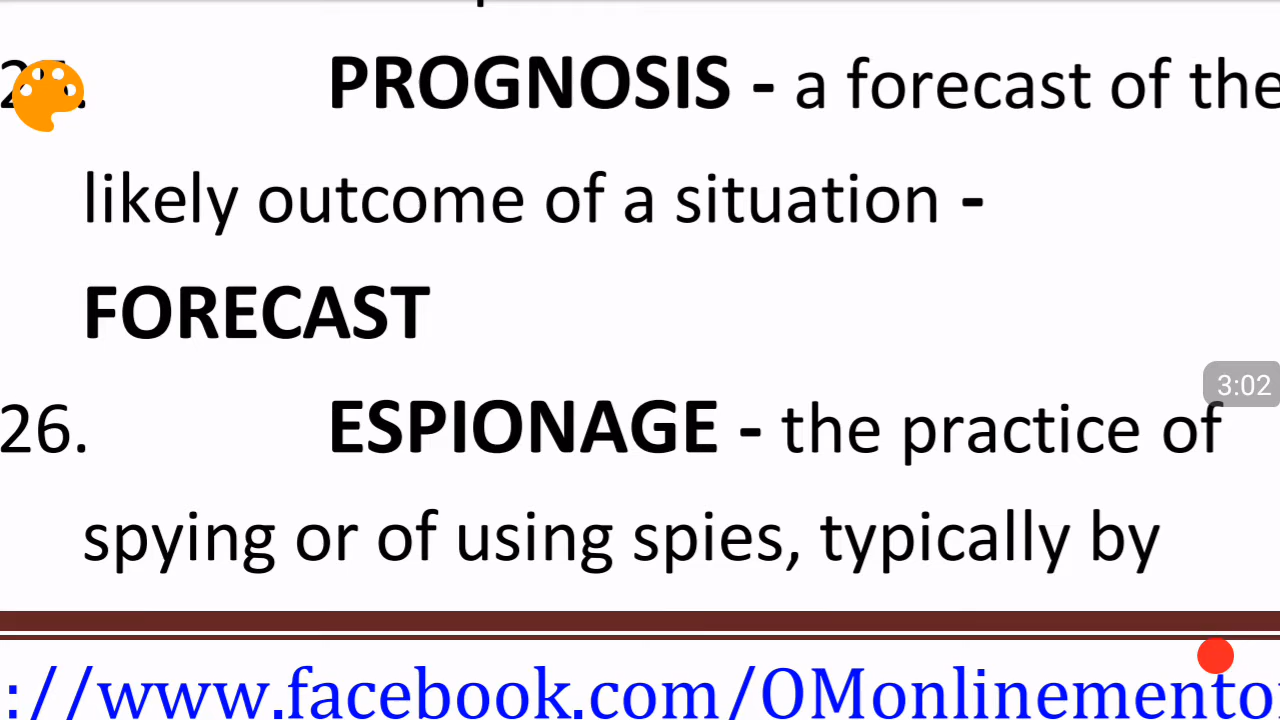 PROGNOSIS - a forecast of the
likely outcome of a situation -
FORECAST
3:02
26. ESPIONAGE - the practice of
spying or of using spies, typically by
://www.facebook.com/OMonlinemento